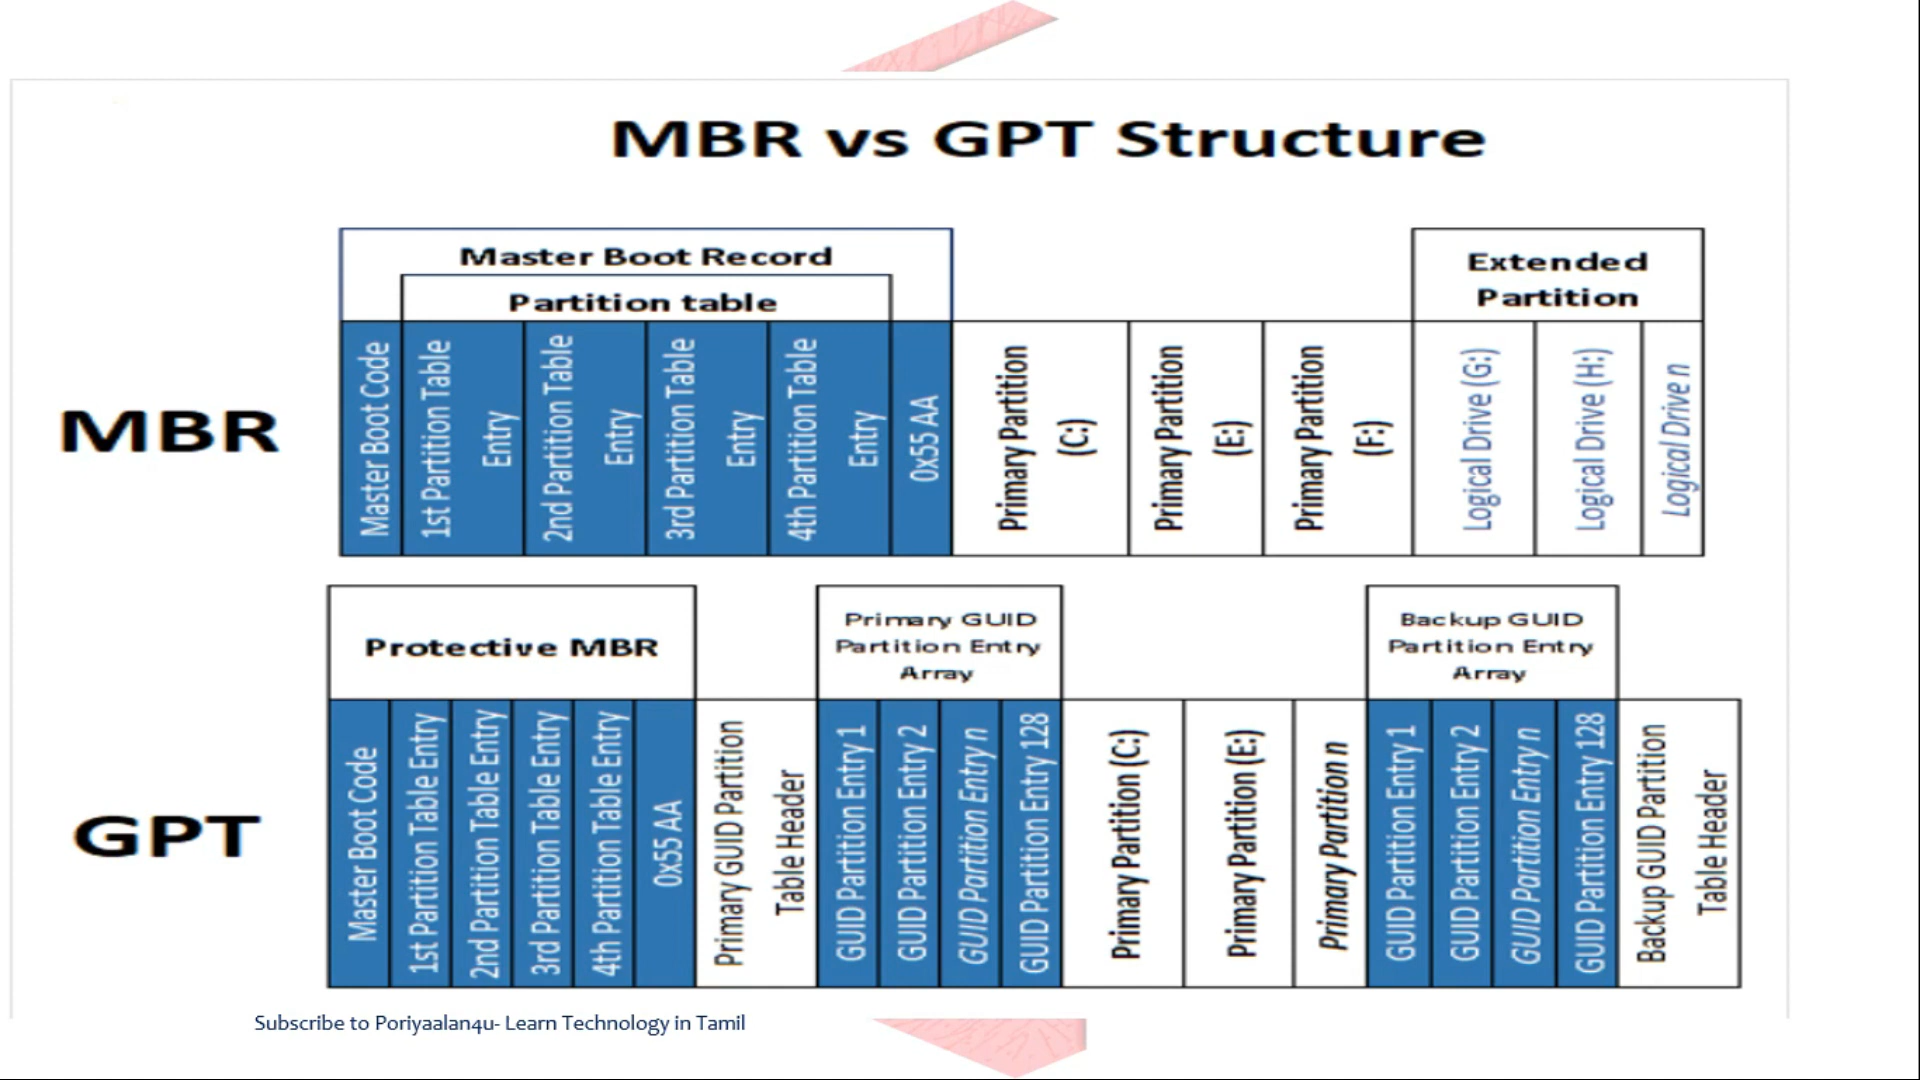 MBR vs GPT Structure
Master Boot Record
Partition table
Extended
Partition
MBR
Master Boot Code
1st Partition Table
Entry
2nd Partition Table
Entry
3rd Partition Table
Entry
4th Partition Table
Entry
0x55 AA
Primary Partition
(C:)
Primary Partition
(E:)
Primary Partition
(F:)
Logical Drive (G:)
Logical Drive (H:)
Logical Drive n
Protective MBR
Primary GUID
Partition Entry
Array
Backup GUID
Partition Entry
Array
GPT
Master Boot Code
1st Partition Table Entry
2nd Partition Table Entry
3rd Partition Table Entry
4th Partition Table Entry
0x55 AA
Primary GUID Partition
Table Header
GUID Partition Entry 1
GUID Partition Entry 2
GUID Partition Entry n
GUID Partition Entry 128
Primary Partition (C:)
Primary Partition (E:)
Primary Partition n
GUID Partition Entry 1
GUID Partition Entry 2
GUID Partition Entry n
GUID Partition Entry 128
Backup GUID Partition
Table Header
Subscribe to Poriyaalan4u- Learn Technology in Tamil